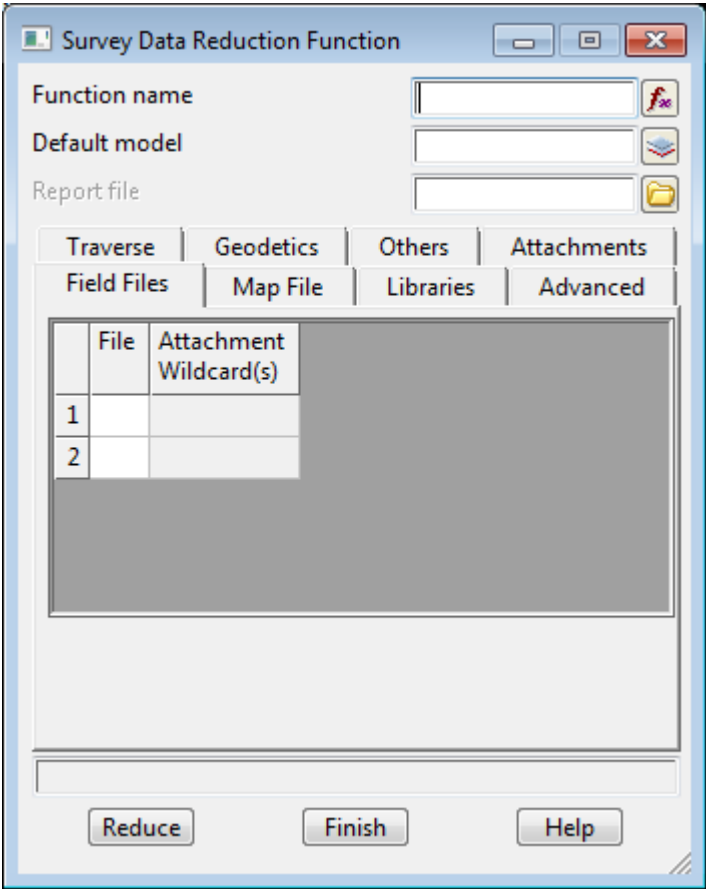 Survey Data Reduction Function
Function name
Default model
Report file
Traverse Geodetics Others Attachments
Field Files Map File Libraries Advanced
File Attachment
Wildcard(s)
1
2
Reduce Finish Help